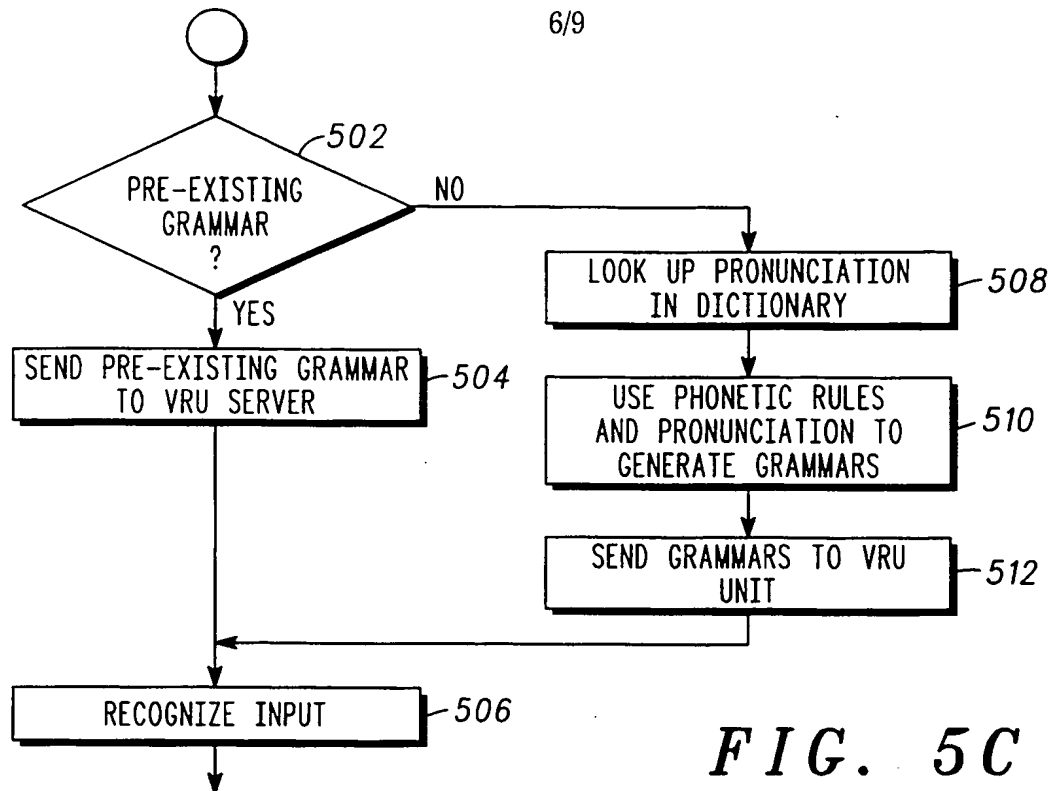 6/9
502
PRE-EXISTING
GRAMMAR
?
NO
YES
LOOK UP PRONUNCIATION
IN DICTIONARY
508
SEND PRE-EXISTING GRAMMAR
TO VRU SERVER
504
USE PHONETIC RULES
AND PRONUNCIATION TO
GENERATE GRAMMARS
510
SEND GRAMMARS TO VRU
UNIT
512
RECOGNIZE INPUT
506
FIG. 5C